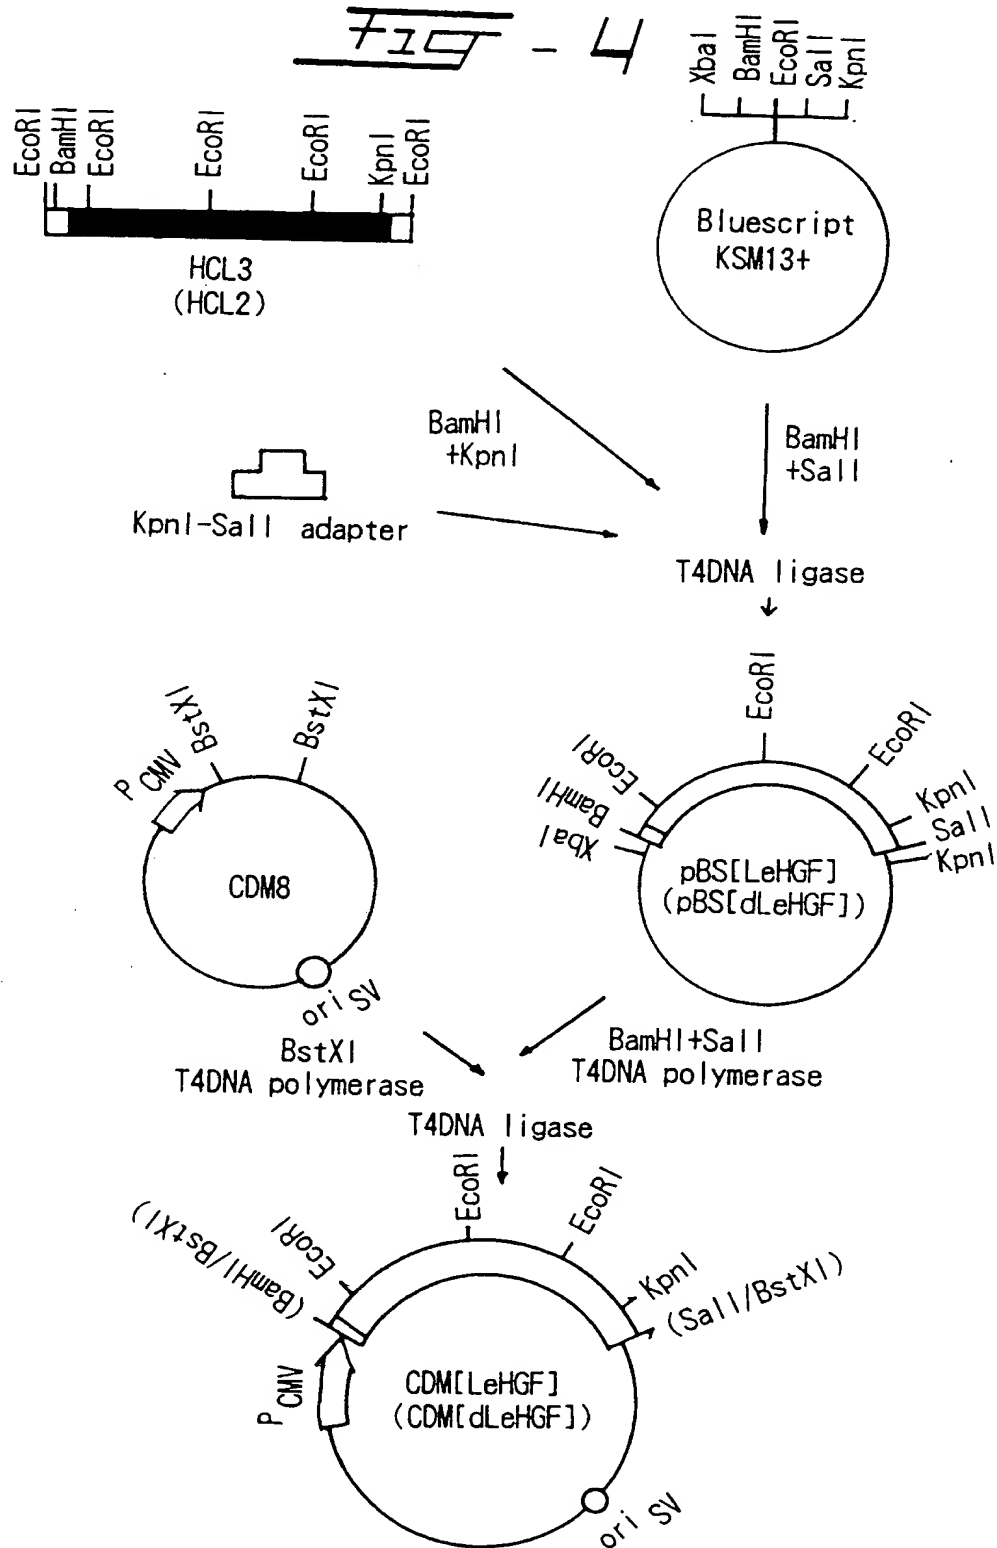 Fig - 4
EcoRI
BamHI
EcoRI
EcoRI
EcoRI
KpnI
EcoRI
HCL3
(HCL2)
XbaI
BamHI
EcoRI
SalI
KpnI
Bluescript
KSM13+
BamHI
+KpnI
BamHI
+SalI
KpnI-SalI adapter
T4DNA ligase
PCMV
BstXI
BstXI
CDM8
ori SV
XbaI
BamHI
EcoRI
EcoRI
EcoRI
KpnI
SalI
KpnI
pBS[LeHGF]
(pBS[dLeHGF])
BstXI
T4DNA polymerase
BamHI+SalI
T4DNA polymerase
T4DNA ligase
PCMV
(BamHI/BstXI)
EcoRI
EcoRI
EcoRI
KpnI
(SalI/BstXI)
CDM[LeHGF]
(CDM[dLeHGF])
ori SV